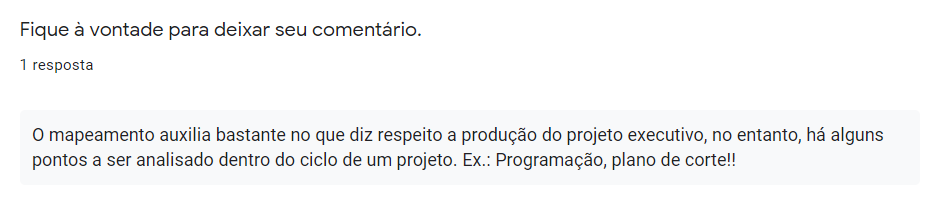 Fique à vontade para deixar seu comentário.
1 resposta
O mapeamento auxilia bastante no que diz respeito a produção do projeto executivo, no entanto, há alguns
pontos a ser analisado dentro do ciclo de um projeto. Ex.: Programação, plano de corte!!